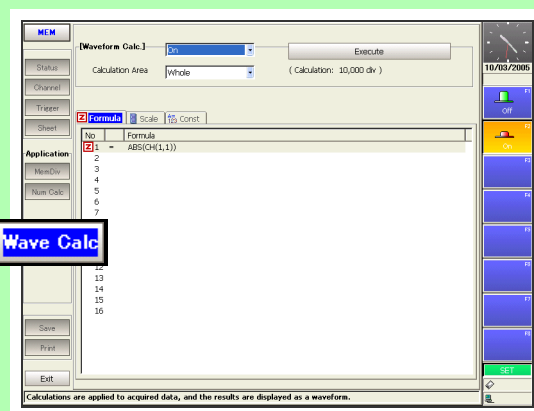 MEM
[Waveform Calc.]
On
Execute
10/03/2005
Status
Calculation Area
Whole
( Calculation: 10,000 div )
Channel
F1
Off
Trigger
Z Formula
Scale
Const
Sheet
F2
On
No
Formula
Z 1 = ABS(CH(1,1))
Application
2
F3
MemDiv
3
4
Num Calc
5
F4
6
7
F5
Wave Calc
12
F6
13
14
15
F7
16
Save
F8
Print
Exit
SET
Calculations are applied to acquired data, and the results are displayed as a waveform.